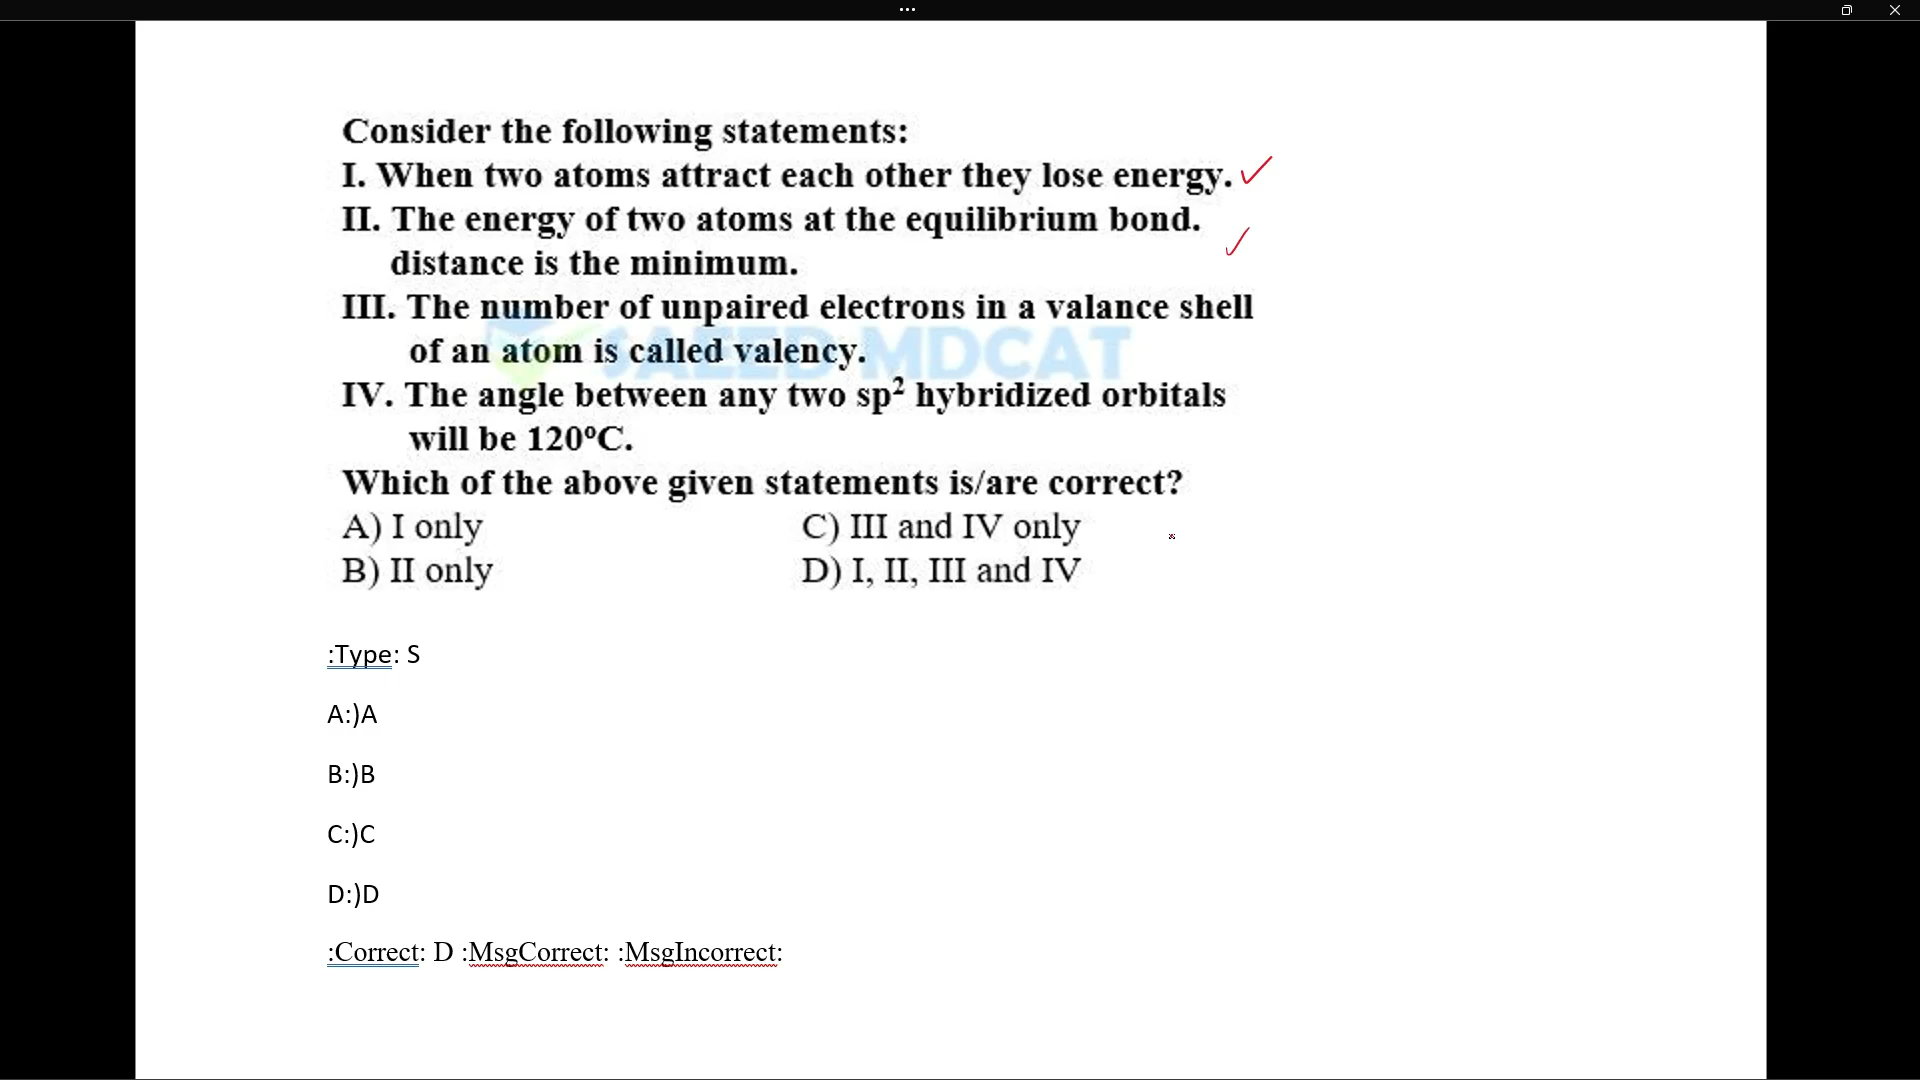 Consider the following statements:
I. When two atoms attract each other they lose energy.
II. The energy of two atoms at the equilibrium bond.
distance is the minimum.
III. The number of unpaired electrons in a valance shell
of an atom is called valency.
SAEED MDCAT
IV. The angle between any two sp² hybridized orbitals
will be 120ºC.
Which of the above given statements is/are correct?
A) I only C) III and IV only
B) II only D) I, II, III and IV
:Type: S
A:)A
B:)B
C:)C
D:)D
:Correct: D :MsgCorrect: :MsgIncorrect: